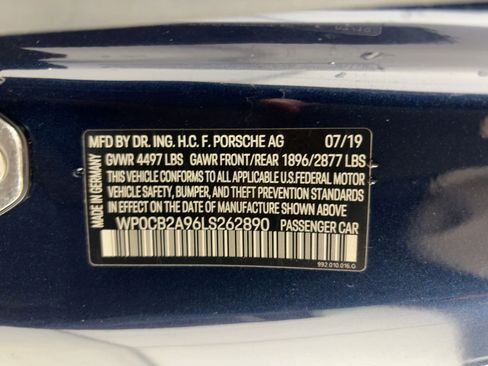 MFD BY DR. ING. H.C. F. PORSCHE AG 07/19
GVWR 4497 LBS GAWR FRONT/REAR 1896/2877 LBS
THIS VEHICLE CONFORMS TO ALL APPLICABLE U.S.FEDERAL MOTOR
VEHICLE SAFETY, BUMPER, AND THEFT PREVENTION STANDARDS
IN EFFECT ON THE DATE OF MANUFACTURE SHOWN ABOVE.
WP0CB2A96LS262890 PASSENGER CAR
992.010.016.0
MADE IN GERMANY